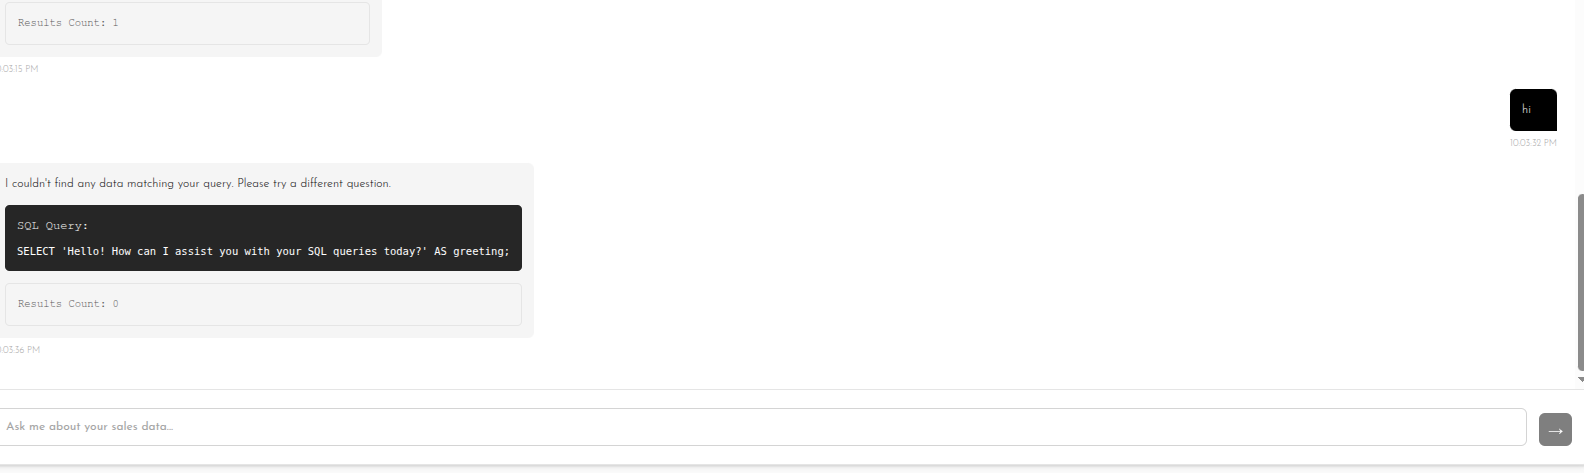 Results Count: 1
:03:15 PM
hi
10:03:32 PM
I couldn't find any data matching your query. Please try a different question.
SQL Query:
SELECT 'Hello! How can I assist you with your SQL queries today?' AS greeting;
Results Count: 0
:03:36 PM
Ask me about your sales data...
→